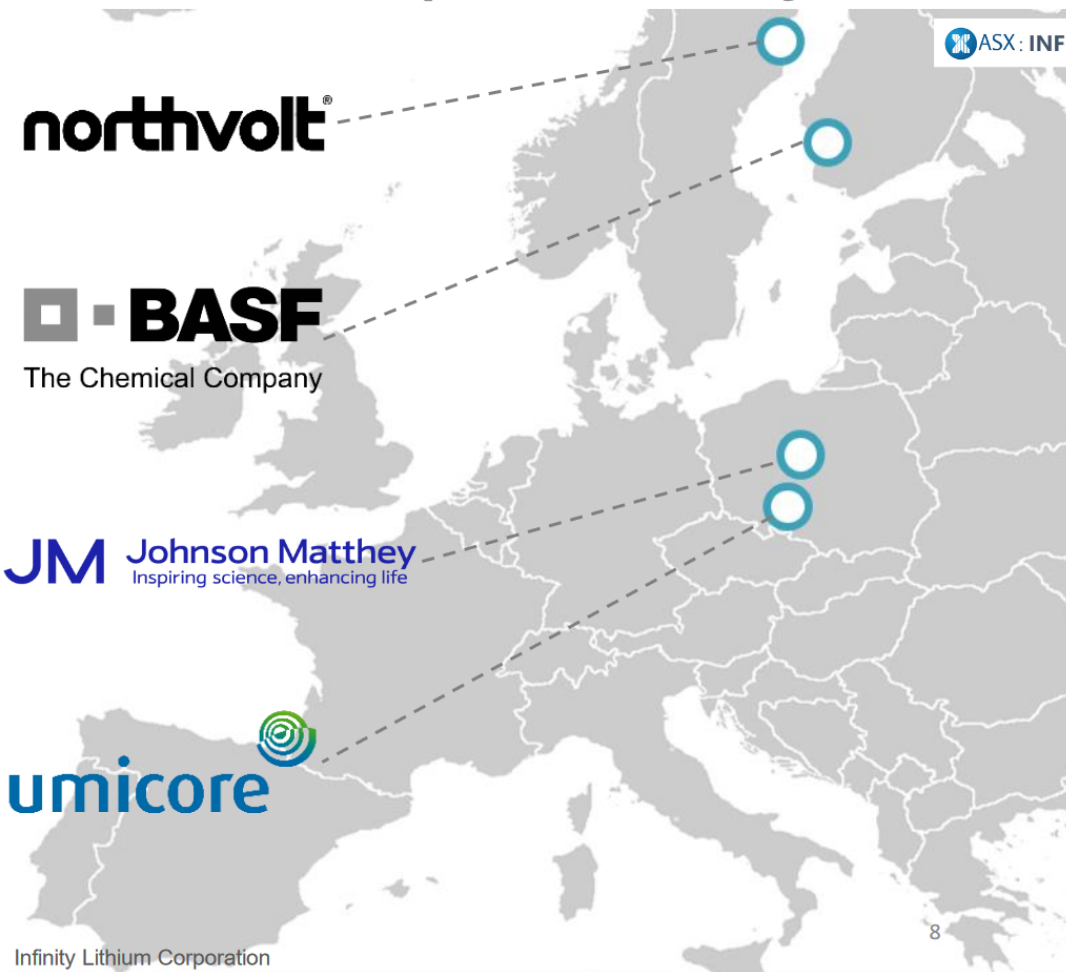 ASX : INF
northvolt®
BASF
The Chemical Company
JM Johnson Matthey
Inspiring science, enhancing life
umicore
8
Infinity Lithium Corporation